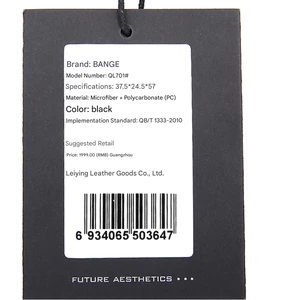 Brand: BANGE
Model Number: QL701#
Specifications: 37.5*24.5*57
Material: Microfiber + Polycarbonate (PC)
Color: black
Implementation Standard: QB/T 1333-2010
Suggested Retail
Price: 1999.00 (RMB) Guangzhou
Leiying Leather Goods Co., Ltd.
6 934065 503647
FUTURE AESTHETICS •••